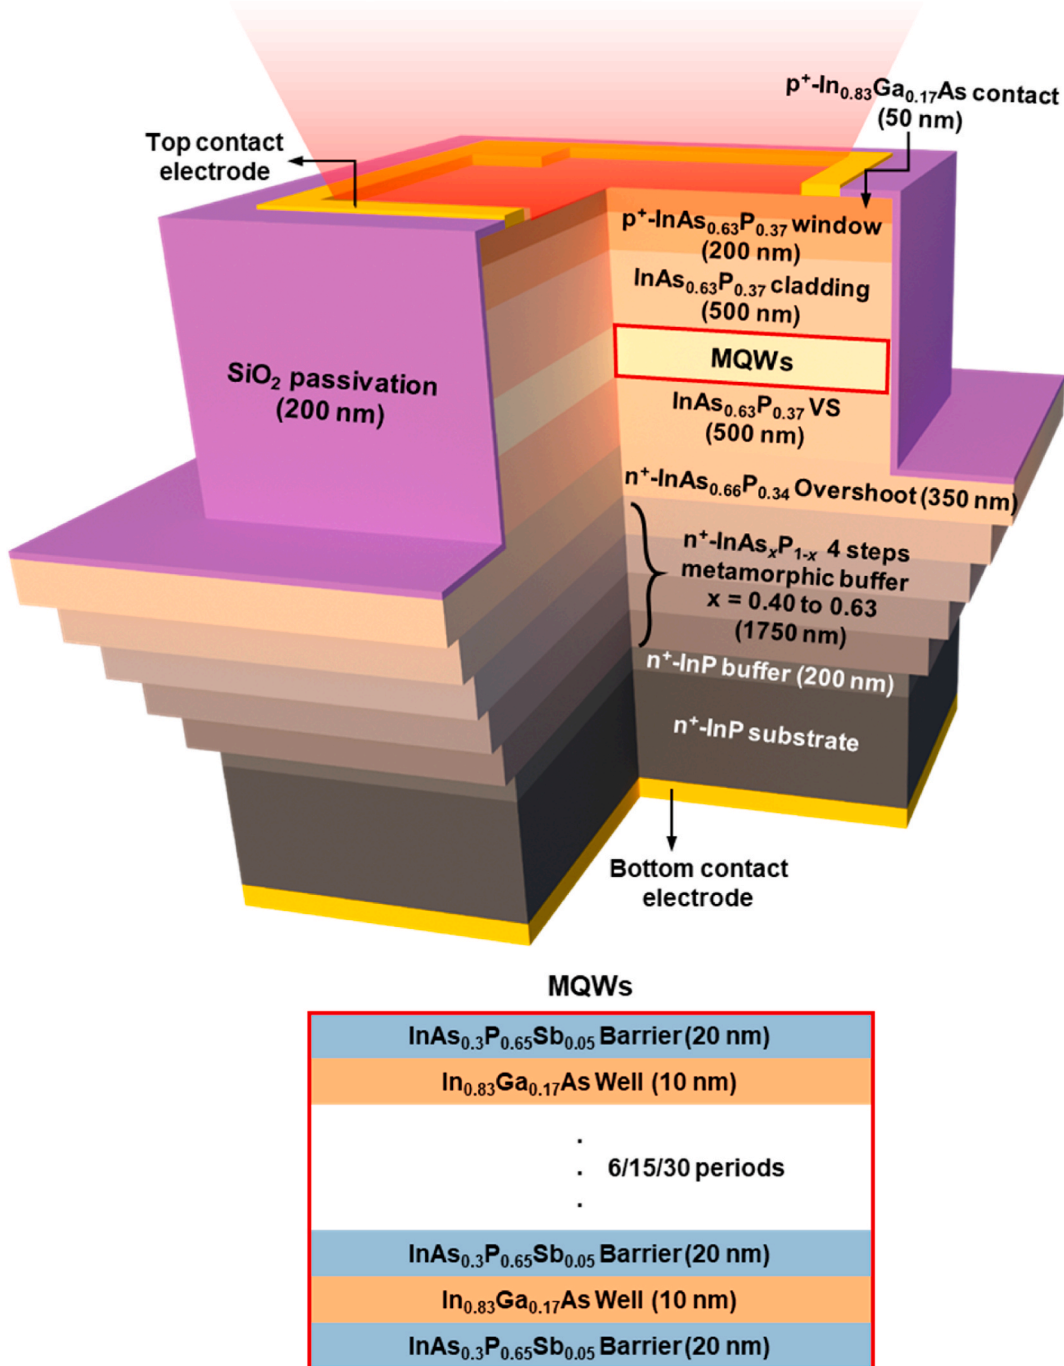 p⁺-In₀.₈₃Ga₀.₁₇As contact
(50 nm)
Top contact
electrode
p⁺-InAs₀.₆₃P₀.₃₇ window
(200 nm)
InAs₀.₆₃P₀.₃₇ cladding
(500 nm)
MQWs
SiO₂ passivation
(200 nm)
InAs₀.₆₃P₀.₃₇ VS
(500 nm)
n⁺-InAs₀.₆₆P₀.₃₄ Overshoot (350 nm)
n⁺-InAsₓP₁₋ₓ 4 steps
metamorphic buffer
x = 0.40 to 0.63
(1750 nm)
n⁺-InP buffer (200 nm)
n⁺-InP substrate
Bottom contact
electrode
MQWs
InAs₀.₃P₀.₆₅Sb₀.₀₅ Barrier (20 nm)
In₀.₈₃Ga₀.₁₇As Well (10 nm)
6/15/30 periods
InAs₀.₃P₀.₆₅Sb₀.₀₅ Barrier (20 nm)
In₀.₈₃Ga₀.₁₇As Well (10 nm)
InAs₀.₃P₀.₆₅Sb₀.₀₅ Barrier (20 nm)